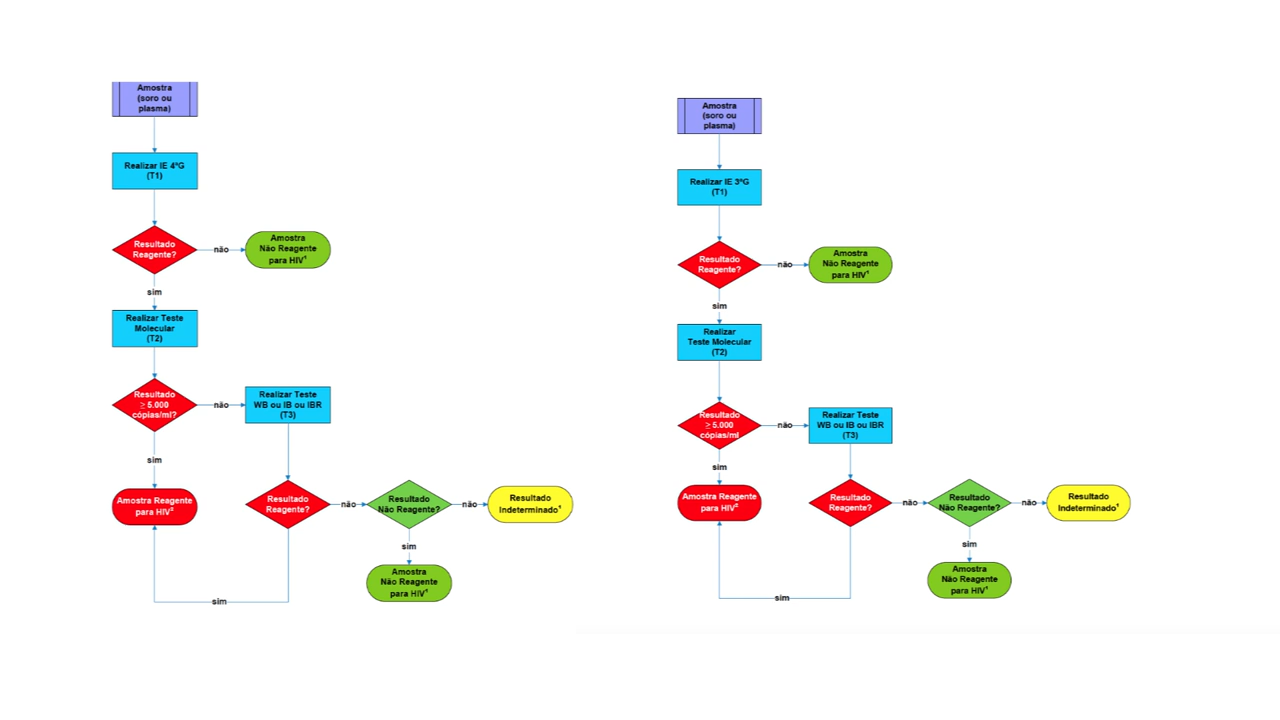 Amostra
(soro ou
plasma)
Realizar IE 4ªG
(T1)
Resultado
Reagente?
não
Amostra
Não Reagente
para HIV¹
sim
Realizar Teste
Molecular
(T2)
Resultado
≥ 5.000
cópias/ml?
não
Realizar Teste
WB ou IB ou IBR
(T3)
sim
Amostra Reagente
para HIV²
Resultado
Reagente?
não
Resultado
Não Reagente?
não
Resultado
Indeterminado¹
sim
Amostra
Não Reagente
para HIV¹
sim
Amostra
(soro ou
plasma)
Realizar IE 3ªG
(T1)
Resultado
Reagente?
não
Amostra
Não Reagente
para HIV¹
sim
Realizar
Teste Molecular
(T2)
Resultado
≥ 5.000
cópias/ml
não
Realizar Teste
WB ou IB ou IBR
(T3)
sim
Amostra Reagente
para HIV²
Resultado
Reagente?
não
Resultado
Não Reagente?
não
Resultado
Indeterminado¹
sim
Amostra
Não Reagente
para HIV¹
sim